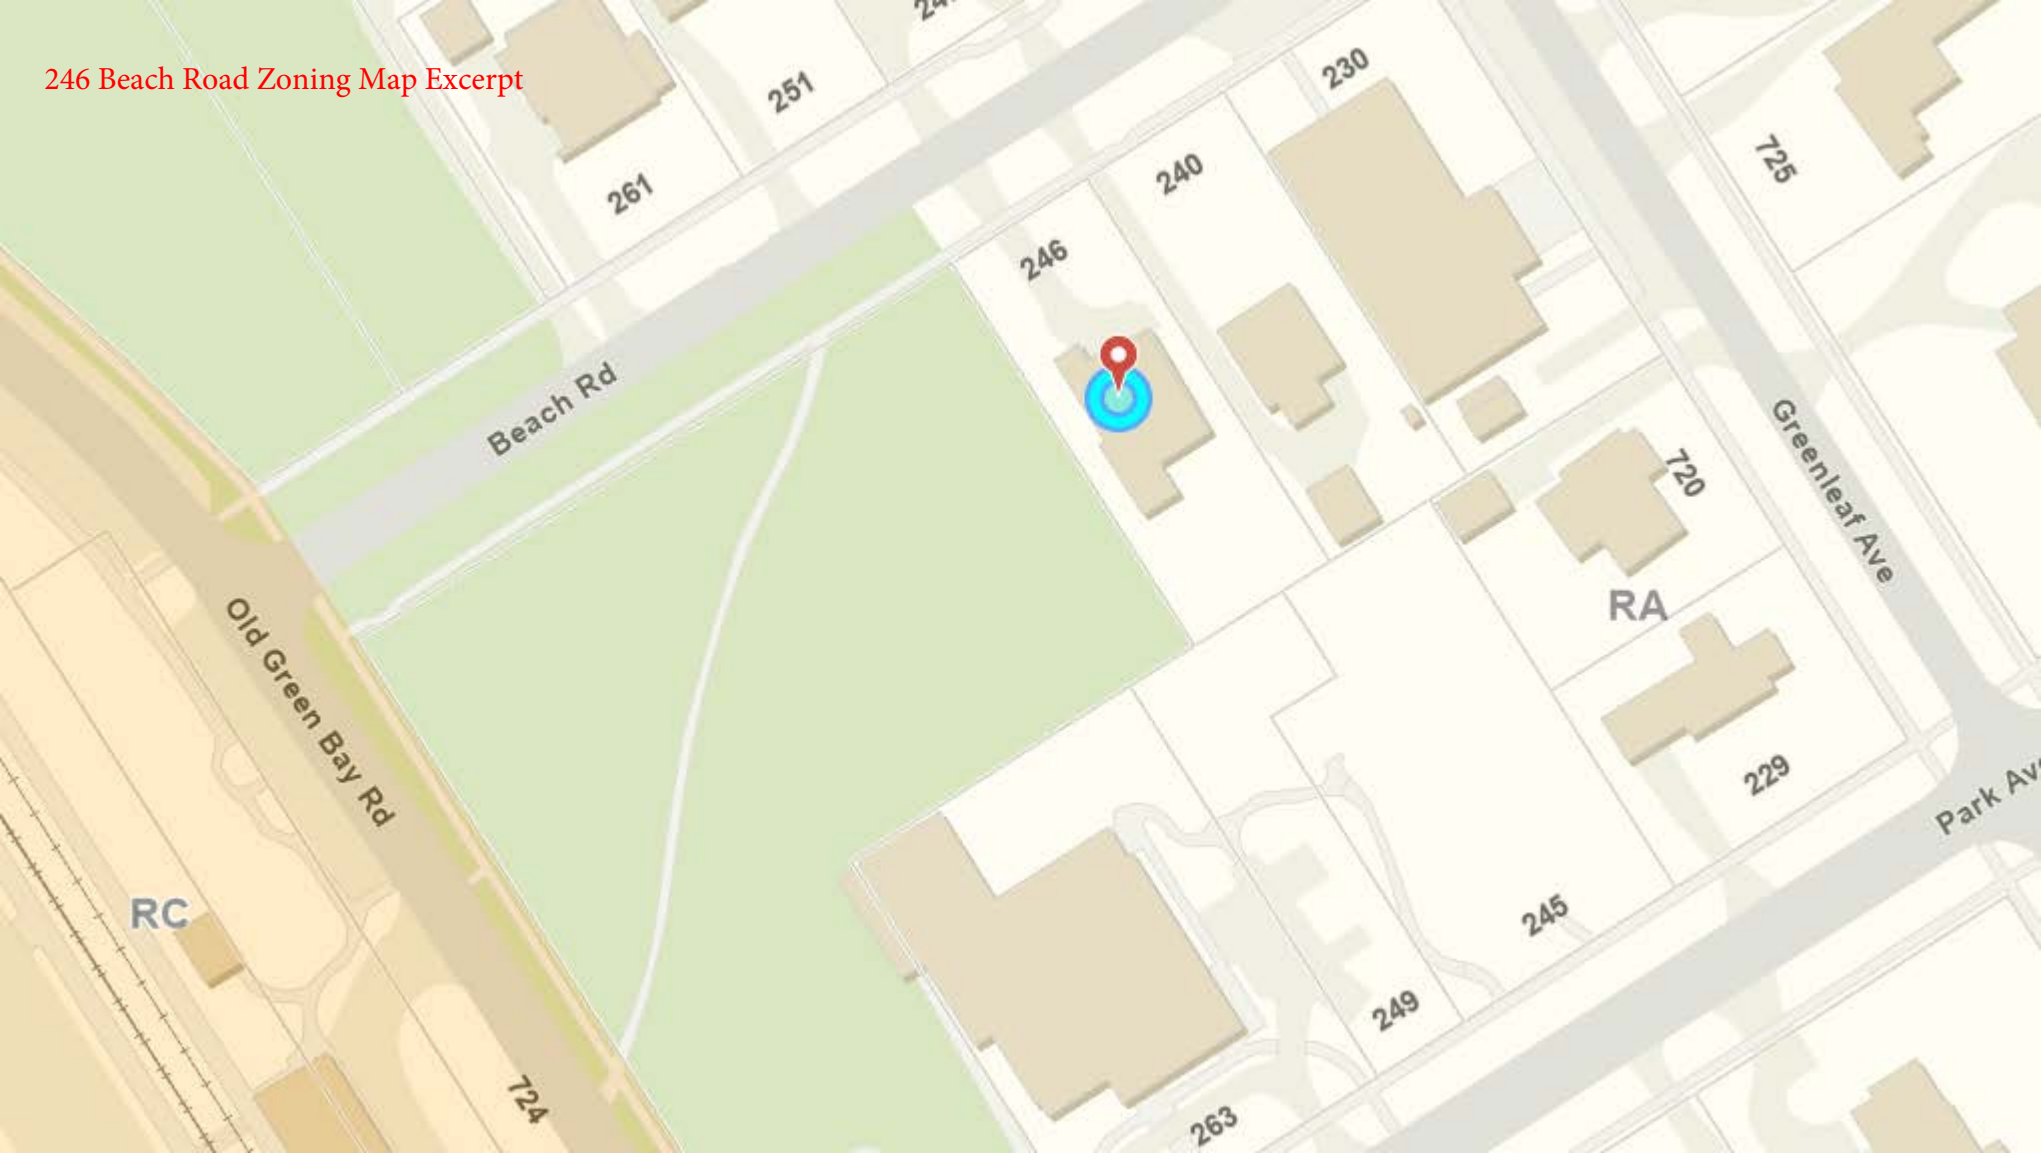 246 Beach Road Zoning Map Excerpt
230
251
725
240
261
246
Beach Rd
Greenleaf Ave
720
RA
Old Green Bay Rd
229
Park Av
RC
245
249
724
263